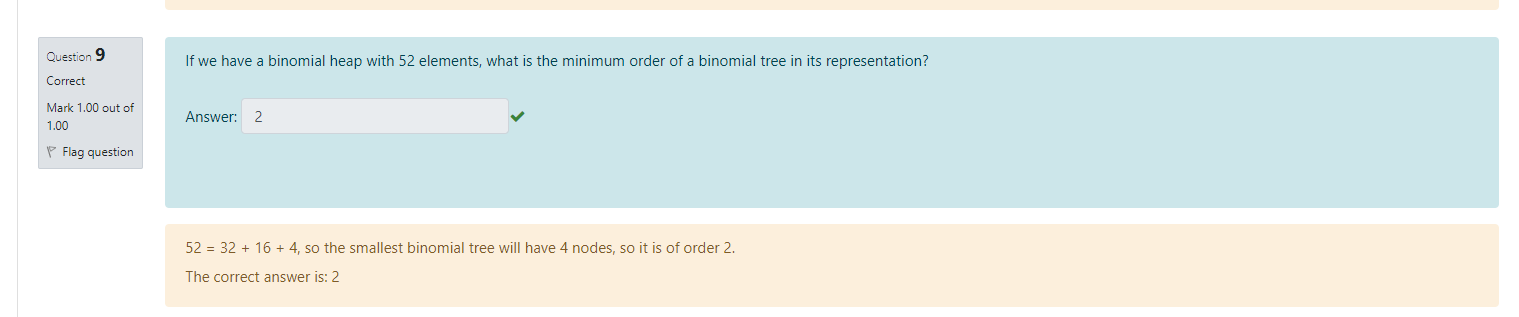 Question 9
Correct
Mark 1.00 out of
1.00
Flag question
If we have a binomial heap with 52 elements, what is the minimum order of a binomial tree in its representation?
Answer: 2
52 = 32 + 16 + 4, so the smallest binomial tree will have 4 nodes, so it is of order 2.
The correct answer is: 2